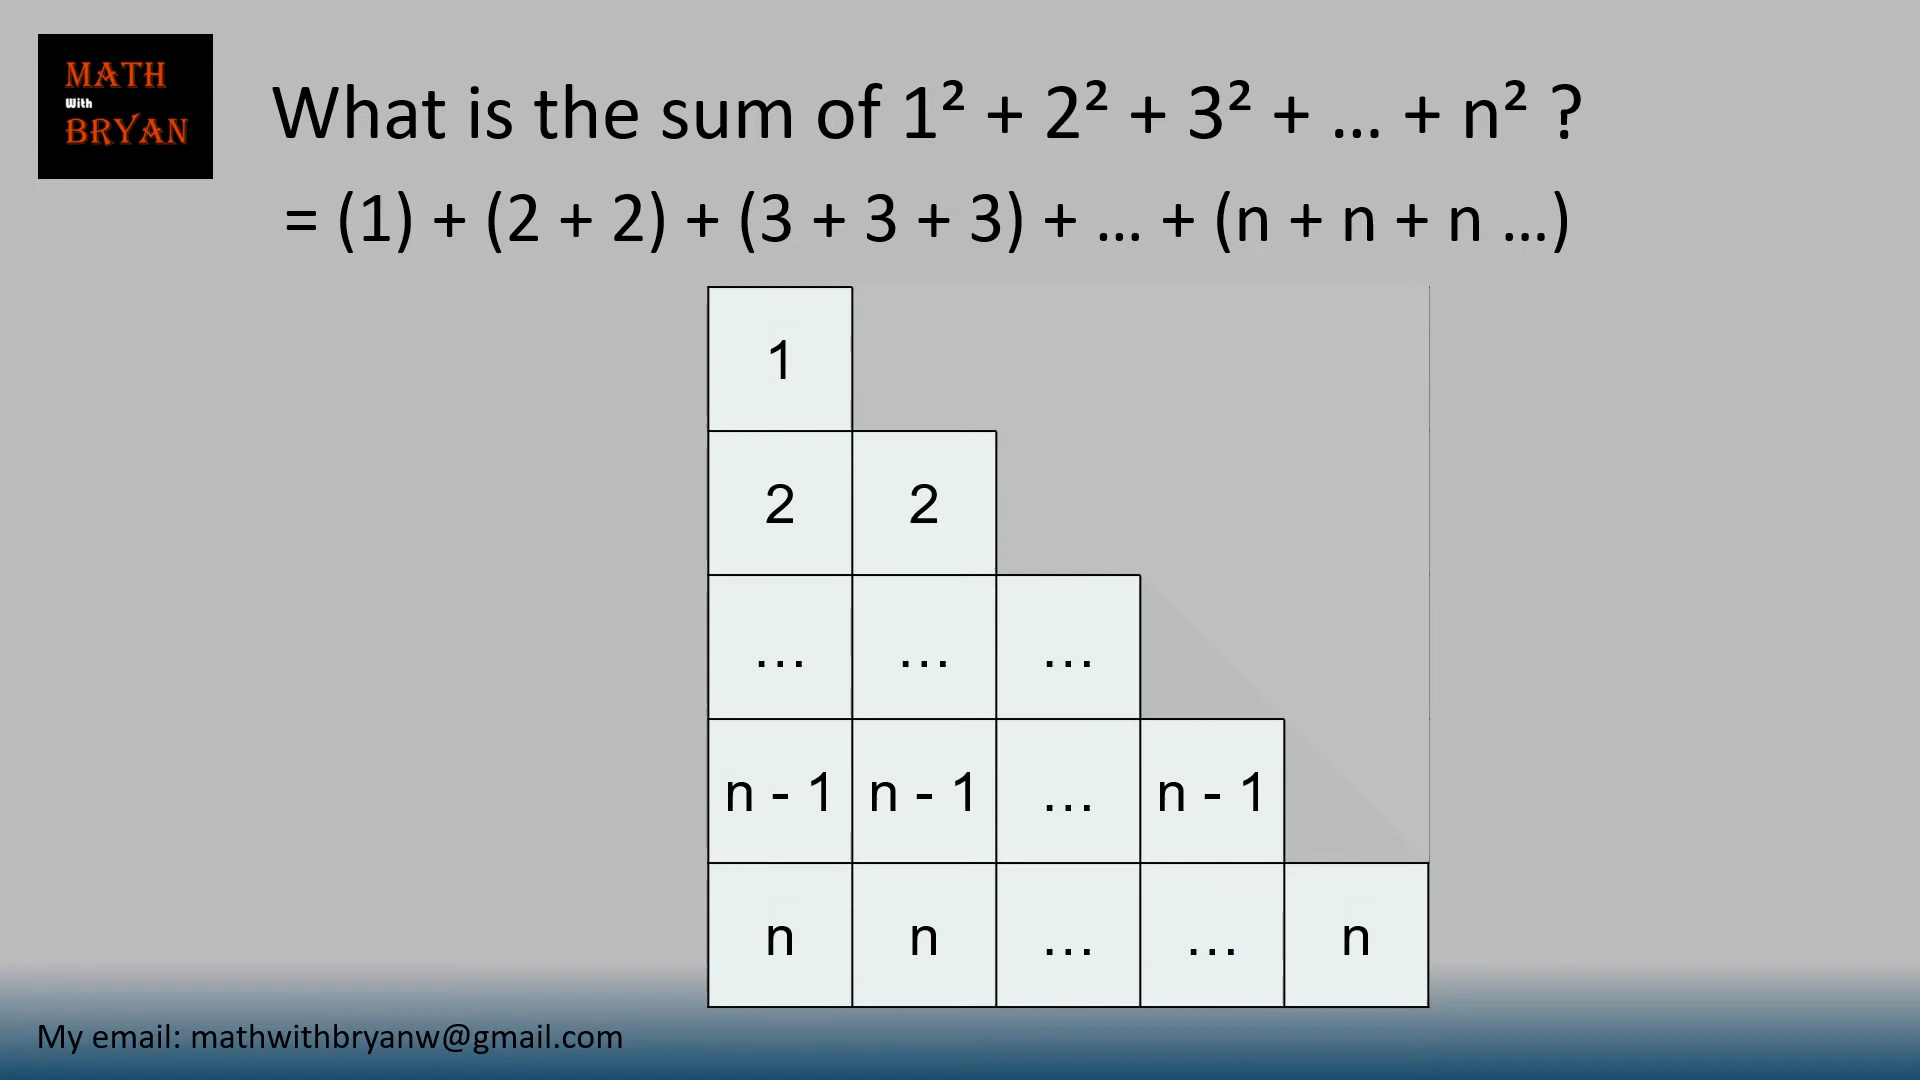 MATH
With
BRYAN
What is the sum of 1² + 2² + 3² + ... + n² ?
= (1) + (2 + 2) + (3 + 3 + 3) + ... + (n + n + n ...)
1
2 2
... ... ...
n - 1 n - 1 ... n - 1
n n ... ... n
My email: mathwithbryanw@gmail.com